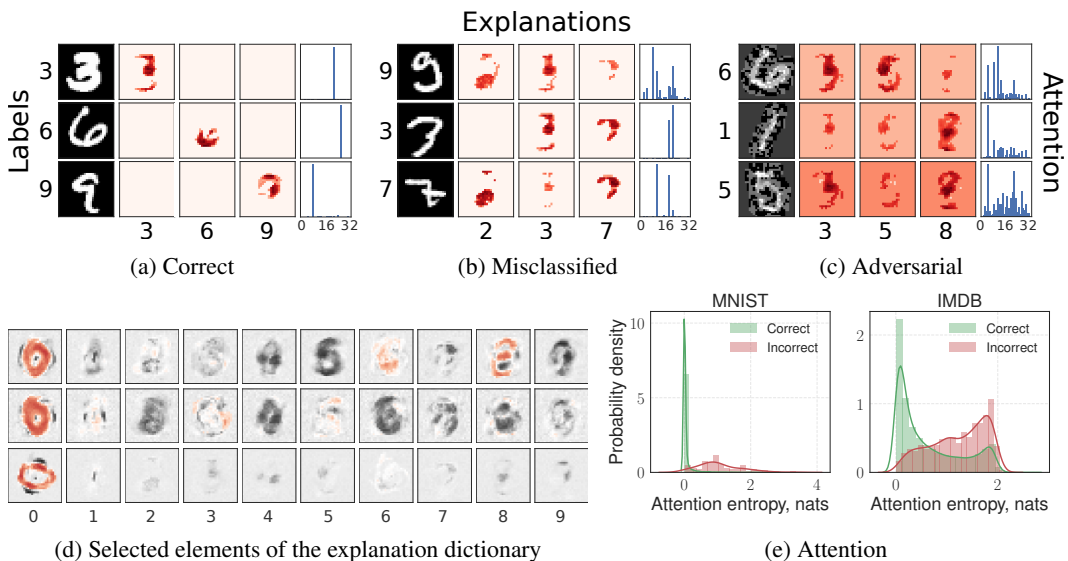 Explanations
Labels
3
6
9
3 6 9 0 16 32
(a) Correct
9
3
7
2 3 7 0 16 32
(b) Misclassified
6
1
5
3 5 8 0 16 32
(c) Adversarial
Attention
0 1 2 3 4 5 6 7 8 9
(d) Selected elements of the explanation dictionary
MNIST
Probability density
10
5
0
Correct
Incorrect
0 2 4
Attention entropy, nats
IMDB
2
1
0
Correct
Incorrect
0 2
Attention entropy, nats
(e) Attention